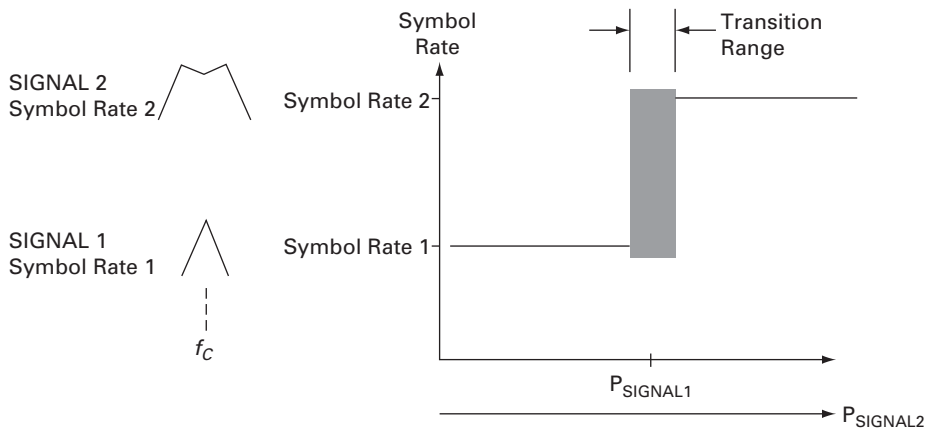 SIGNAL 2
Symbol Rate 2
SIGNAL 1
Symbol Rate 1
fC
Symbol
Rate
Transition
Range
Symbol Rate 2
Symbol Rate 1
PSIGNAL1
PSIGNAL2